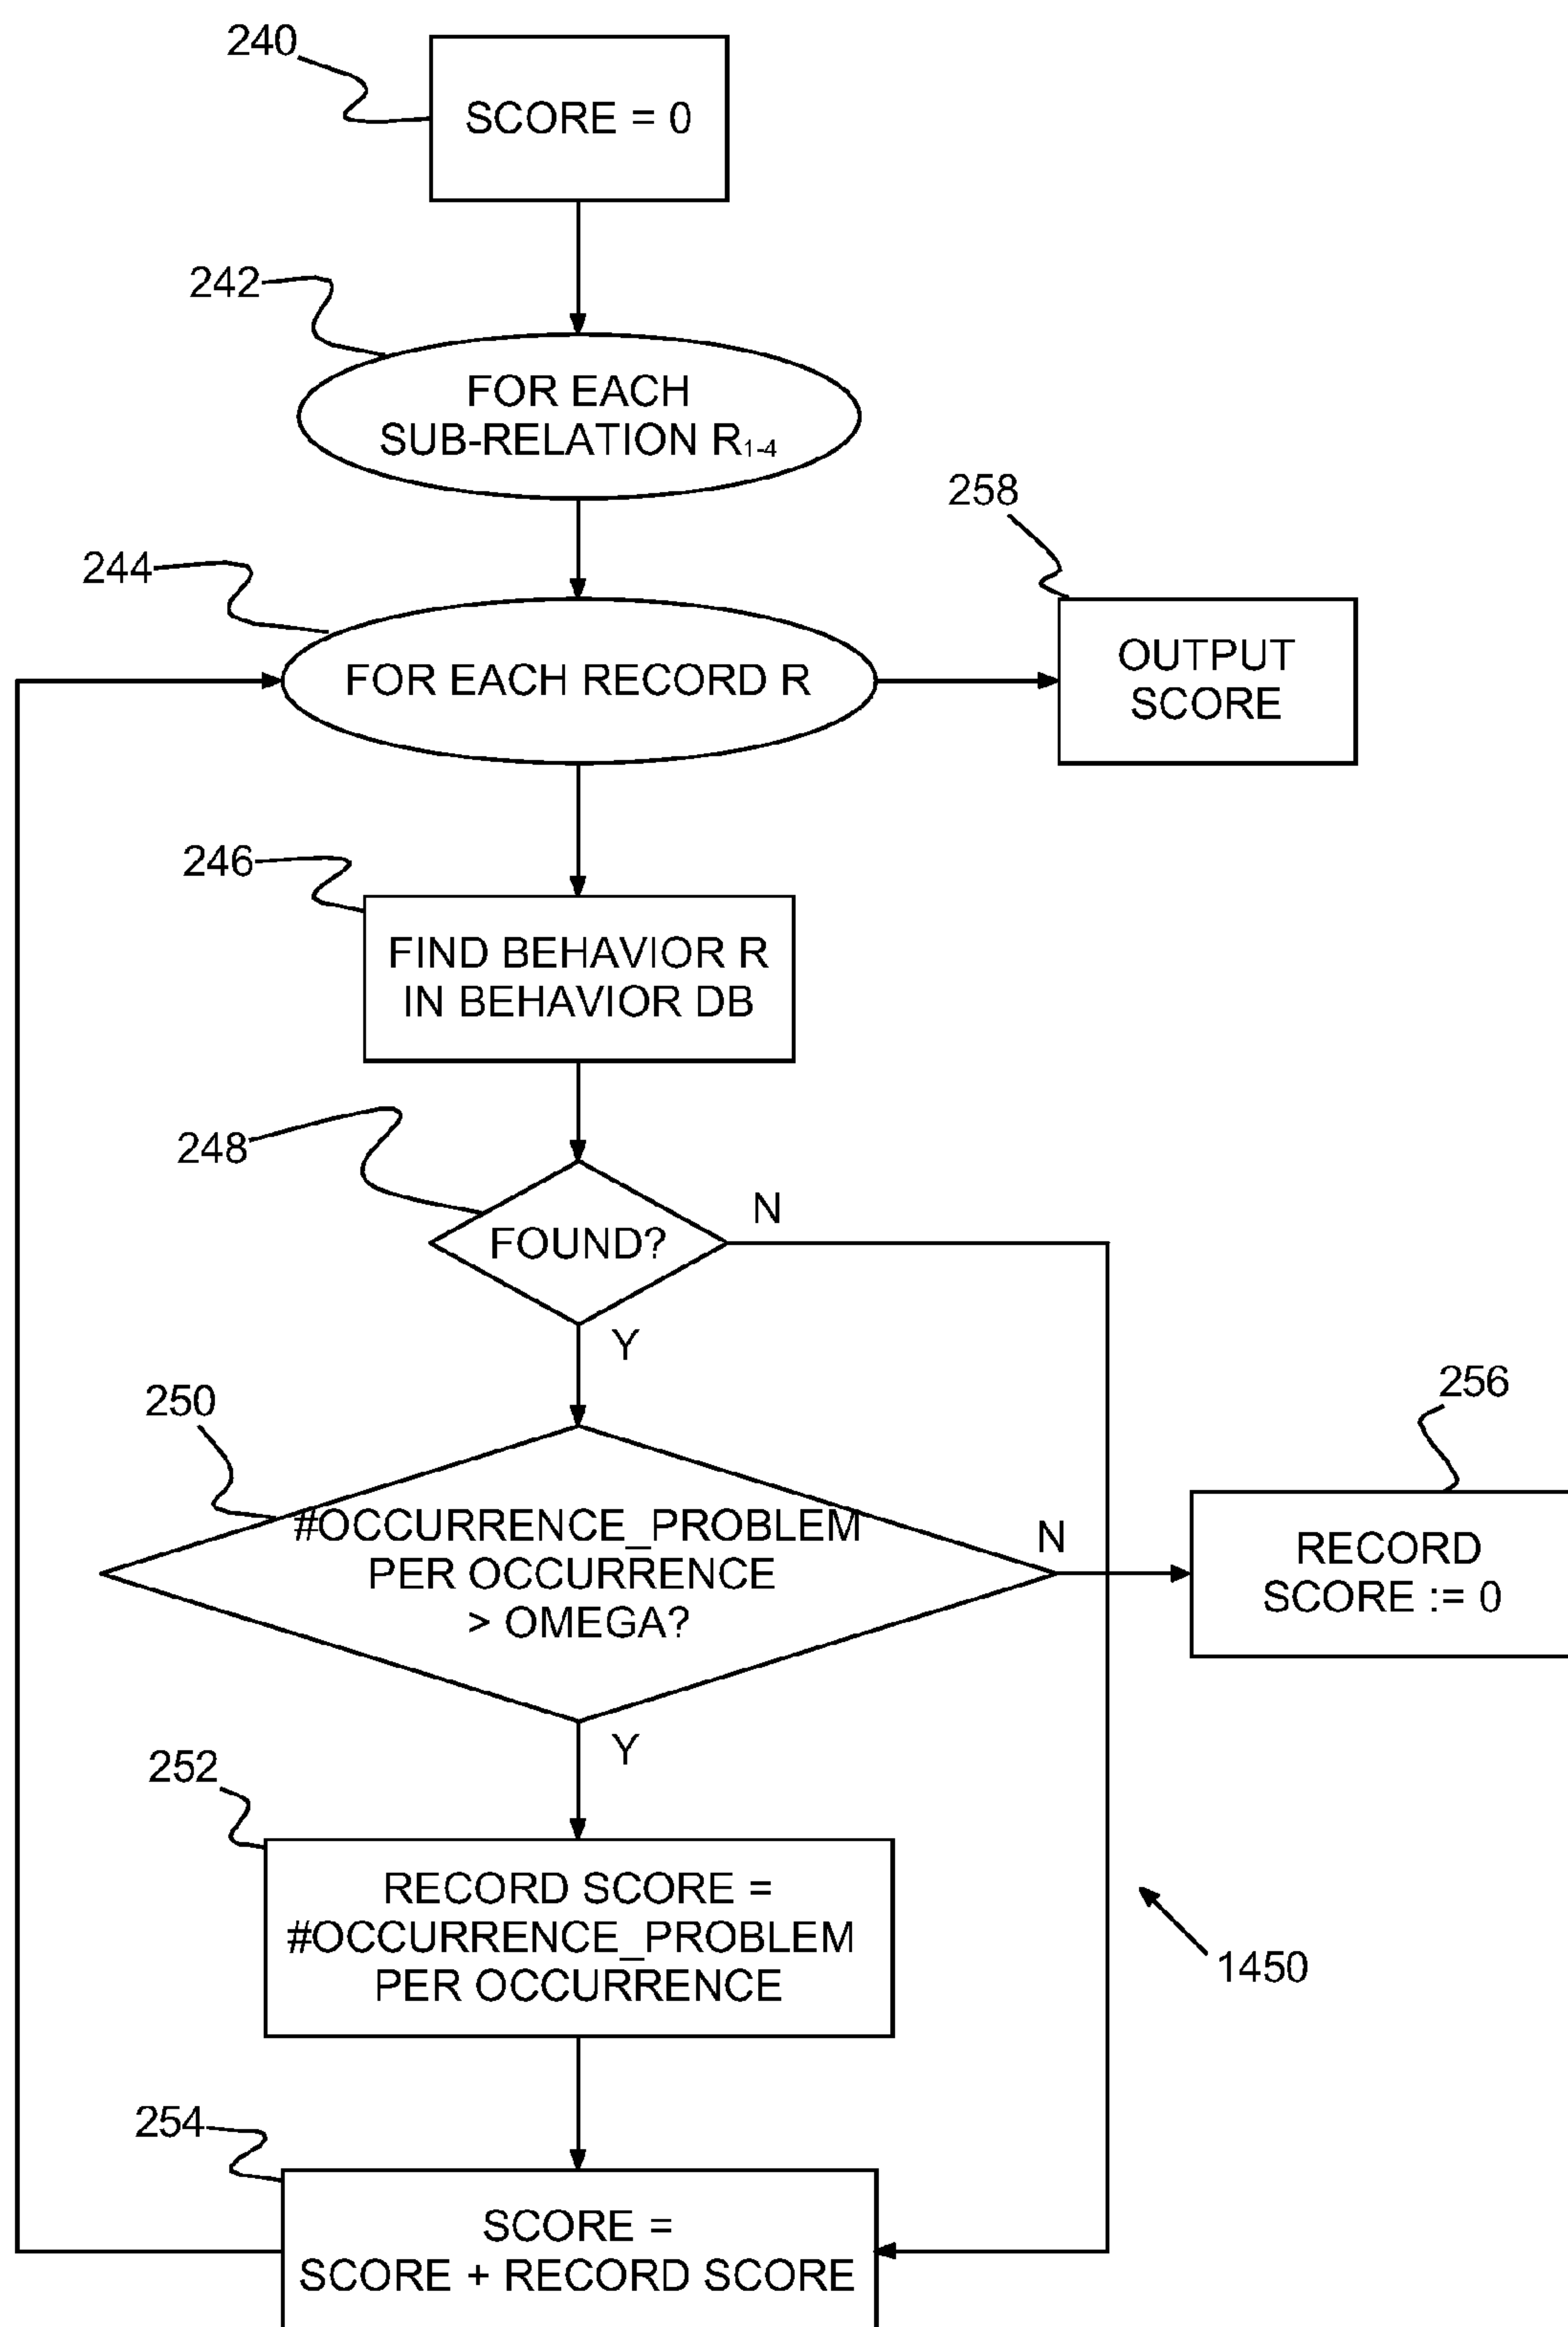 240
SCORE = 0
242
FOR EACH
SUB-RELATION R1-4
258
244
FOR EACH RECORD R
OUTPUT
SCORE
246
FIND BEHAVIOR R
IN BEHAVIOR DB
248
FOUND?
N
Y
250
256
#OCCURRENCE_PROBLEM
PER OCCURRENCE
> OMEGA?
N
RECORD
SCORE := 0
Y
252
RECORD SCORE =
#OCCURRENCE_PROBLEM
PER OCCURRENCE
1450
254
SCORE =
SCORE + RECORD SCORE